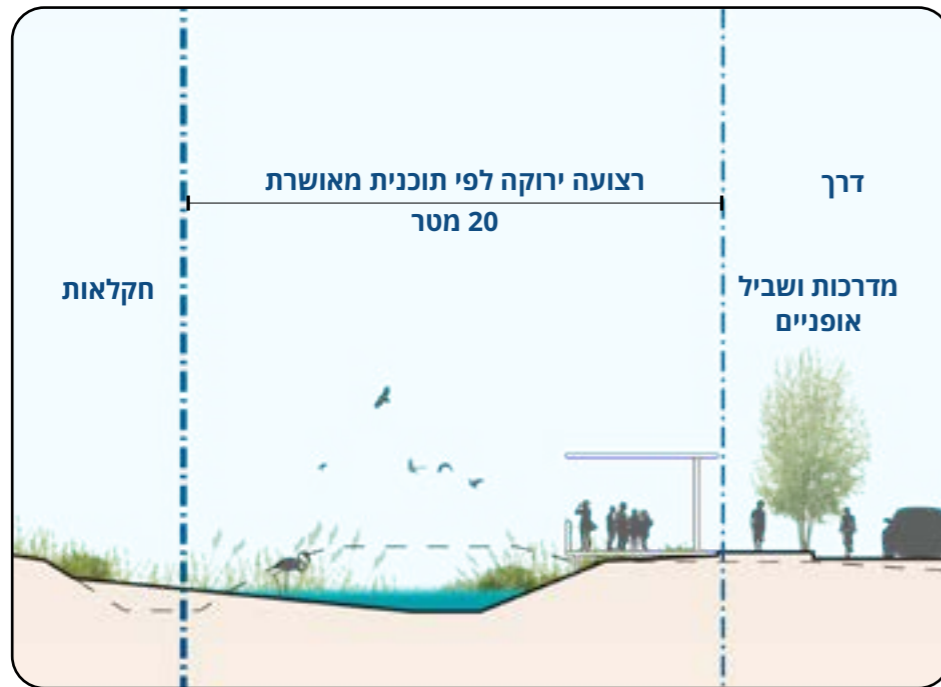 דרך
רצועה ירוקה לפי תוכנית מאושרת
20 מטר
מדרכות ושביל
אופניים
חקלאות